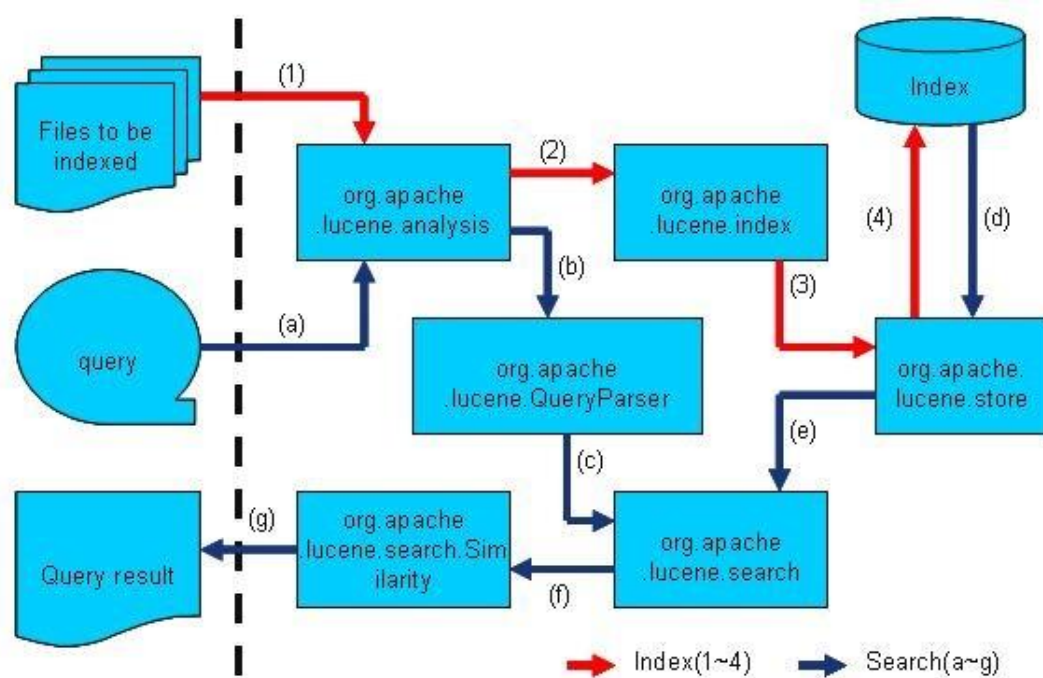 (1)
Files to be
indexed
Index
org.apache
.lucene.analysis
(2)
org.apache
.lucene.index
(4)
(d)
(b)
(3)
(a)
query
org.apache
.lucene.QueryParser
org.apache.
lucene.store
(e)
(c)
Query result
(g)
org.apache
.lucene.search.Sim
ilarity
(f)
org.apache
.lucene.search
Index(1~4)
Search(a~g)